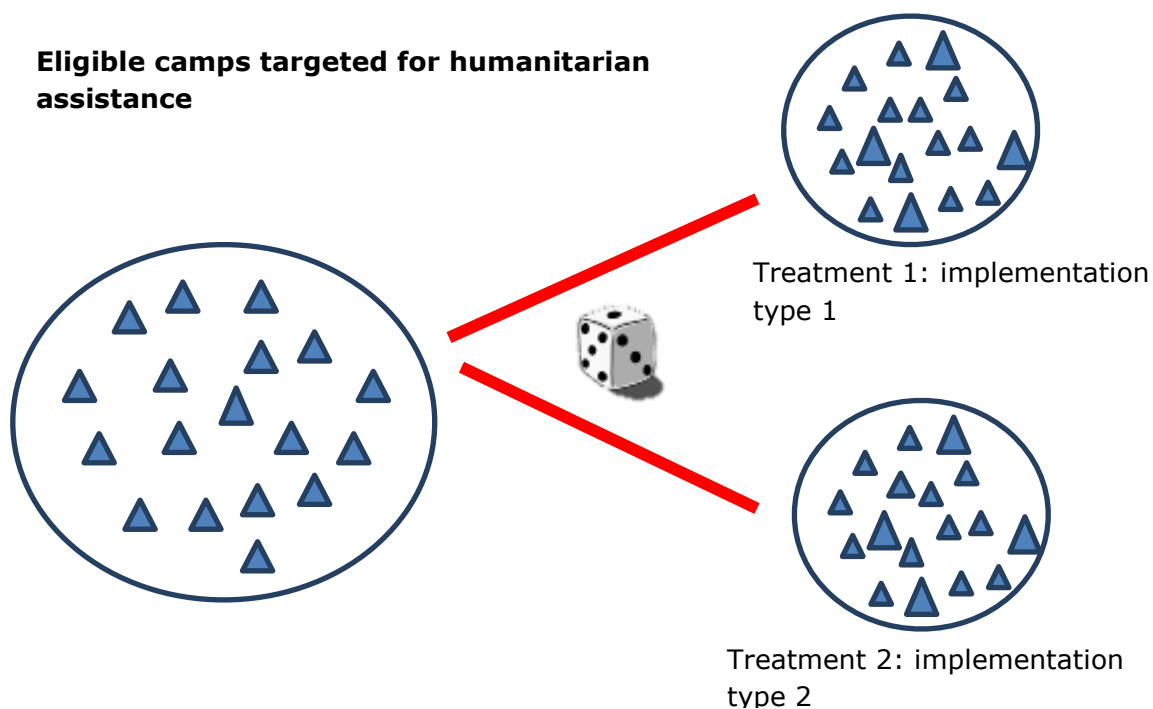 Eligible camps targeted for humanitarian
assistance
Treatment 1: implementation
type 1
Treatment 2: implementation
type 2